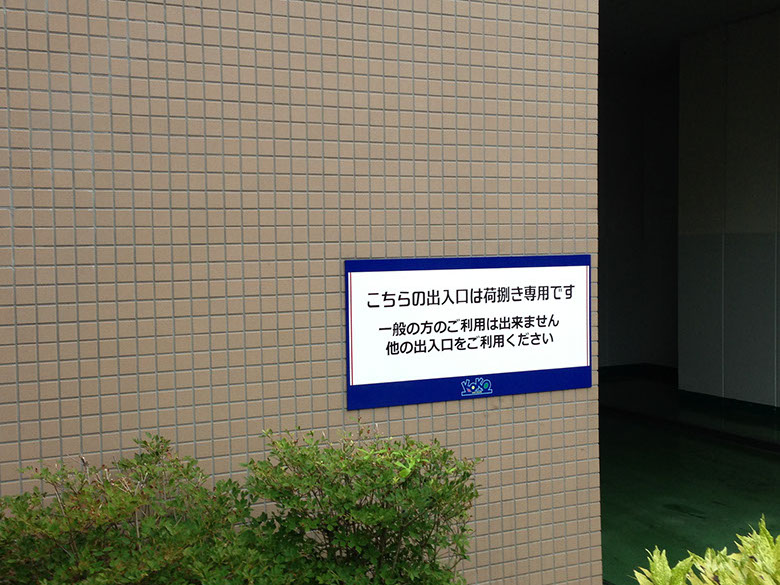 こちらの出入口は荷捌き専用です
一般の方のご利用は出来ません
他の出入口をご利用ください
YOKO